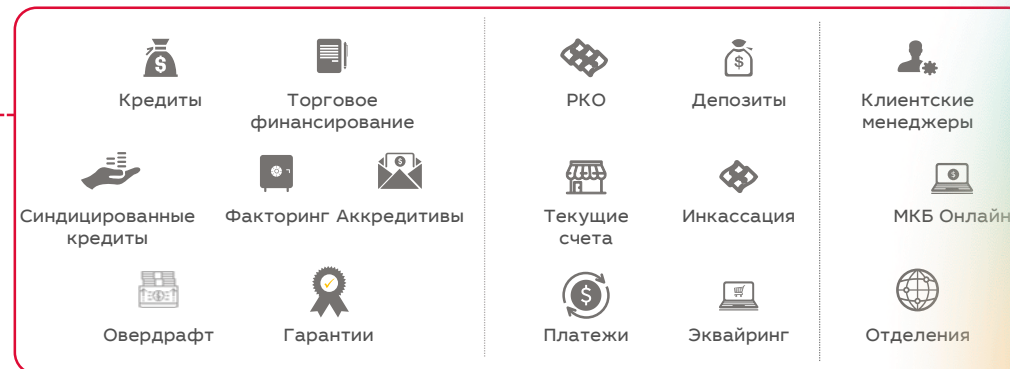 Кредиты
Торговое
финансирование
РКО
Депозиты
Клиентские
менеджеры
Синдицированные
кредиты
Факторинг
Аккредитивы
Текущие
счета
Инкассация
МКБ Онлайн
Овердрафт
Гарантии
Платежи
Эквайринг
Отделения